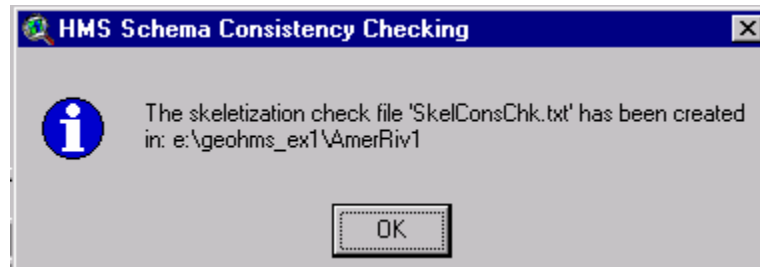 HMS Schema Consistency Checking
The skeletization check file 'SkelConsChk.txt' has been created
in: e:\geohms_ex1\AmerRiv1
OK